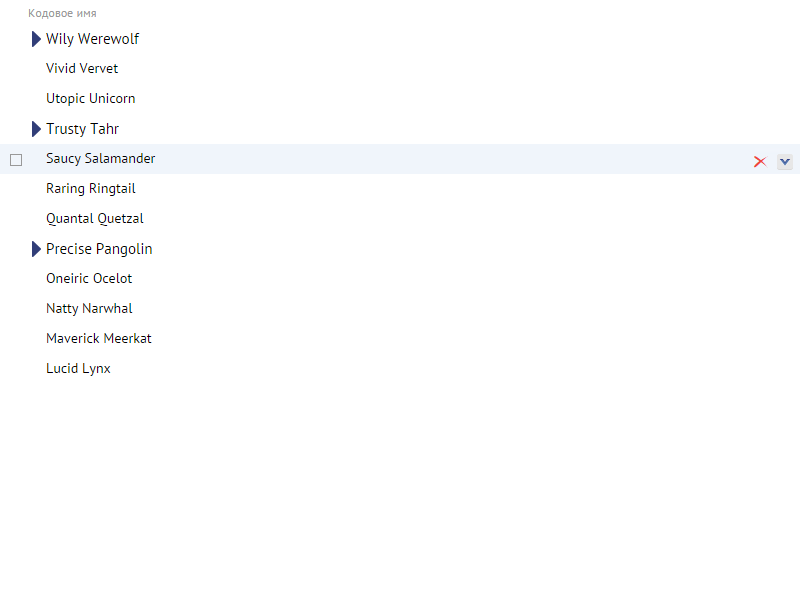 Кодовое имя
Wily Werewolf
Vivid Vervet
Utopic Unicorn
Trusty Tahr
Saucy Salamander
Raring Ringtail
Quantal Quetzal
Precise Pangolin
Oneiric Ocelot
Natty Narwhal
Maverick Meerkat
Lucid Lynx